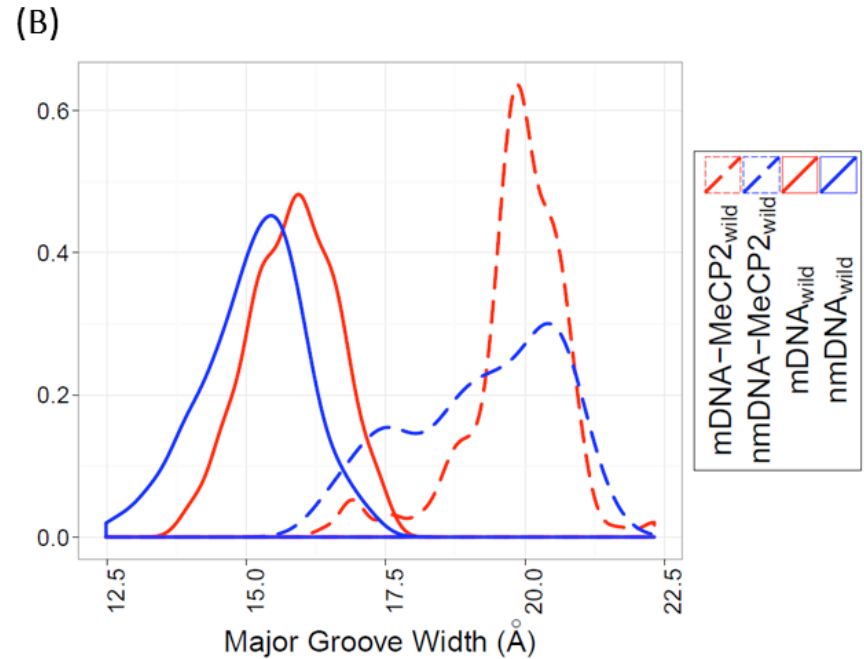 (B)
0.6
0.4
0.2
0.0
12.5
15.0
17.5
20.0
22.5
Major Groove Width (Å)
mDNA−MeCP2wild
nmDNA−MeCP2wild
mDNAwild
nmDNAwild